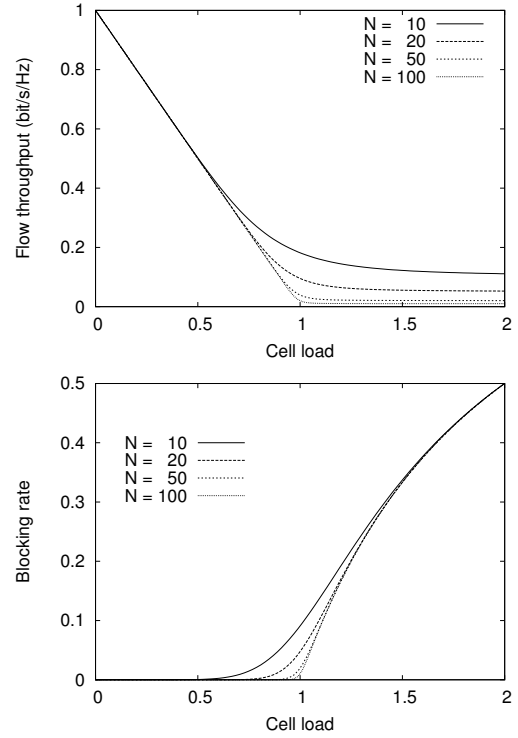 1
0.8
0.6
0.4
0.2
0
0
0.5
1
1.5
2
Flow throughput (bit/s/Hz)
Cell load
N = 10
N = 20
N = 50
N = 100
0.5
0.4
0.3
0.2
0.1
0
0
0.5
1
1.5
2
Blocking rate
Cell load
N = 10
N = 20
N = 50
N = 100